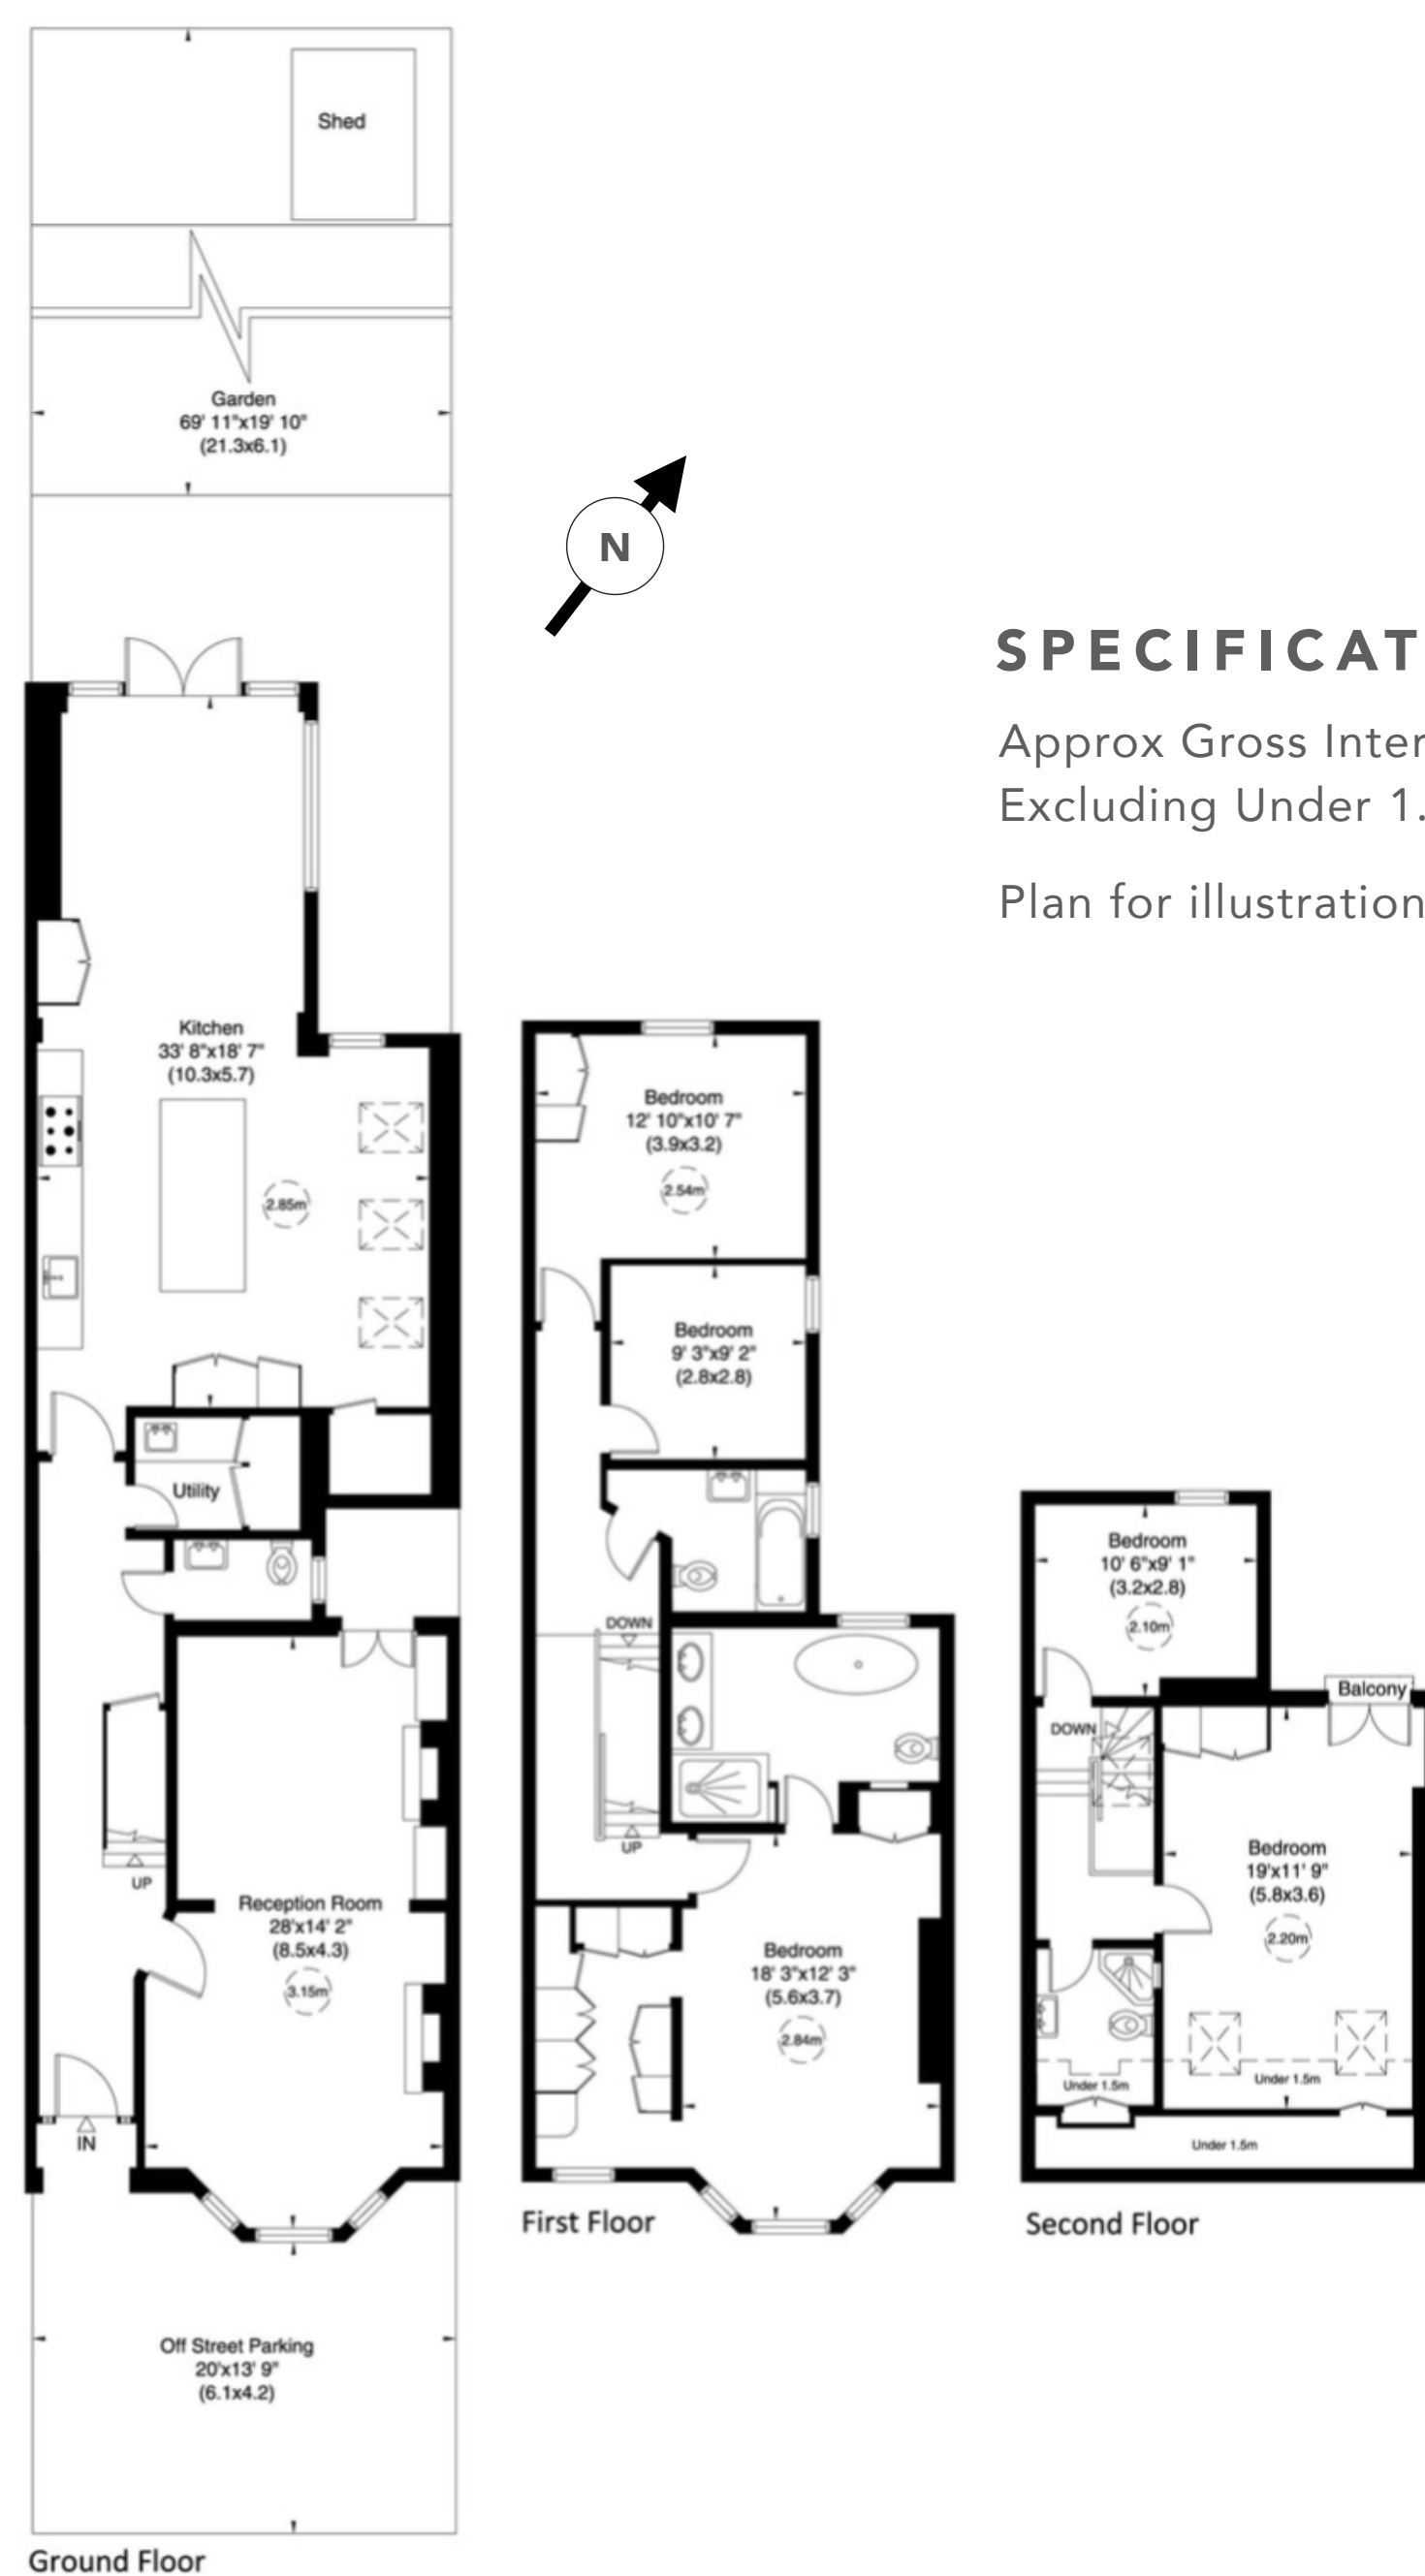 Shed
Garden
69' 11"x19' 10"
(21.3x6.1)
N
SPECIFICAT
Approx Gross Inter
Excluding Under 1.
Plan for illustration
Kitchen
33' 8"x18' 7"
(10.3x5.7)
2.85m
Utility
UP
Reception Room
28'x14' 2"
(8.5x4.3)
3.15m
IN
Off Street Parking
20'x13' 9"
(6.1x4.2)
Ground Floor
Bedroom
12' 10"x10' 7"
(3.9x3.2)
2.54m
Bedroom
9' 3"x9' 2"
(2.8x2.8)
DOWN
UP
Bedroom
18' 3"x12' 3"
(5.6x3.7)
2.84m
First Floor
Bedroom
10' 6"x9' 1"
(3.2x2.8)
2.10m
Balcony
DOWN
Bedroom
19'x11' 9"
(5.8x3.6)
2.20m
Under 1.5m
Under 1.5m
Under 1.5m
Second Floor